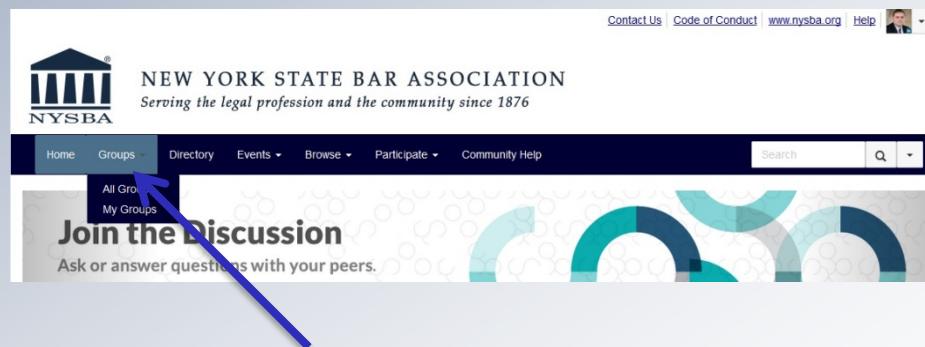 Contact Us Code of Conduct www.nysba.org Help
NEW YORK STATE BAR ASSOCIATION
Serving the legal profession and the community since 1876
NYSBA
Home Groups Directory Events Browse Participate Community Help Search
All
My Groups
Join the Discussion
Ask or answer questions with your peers.